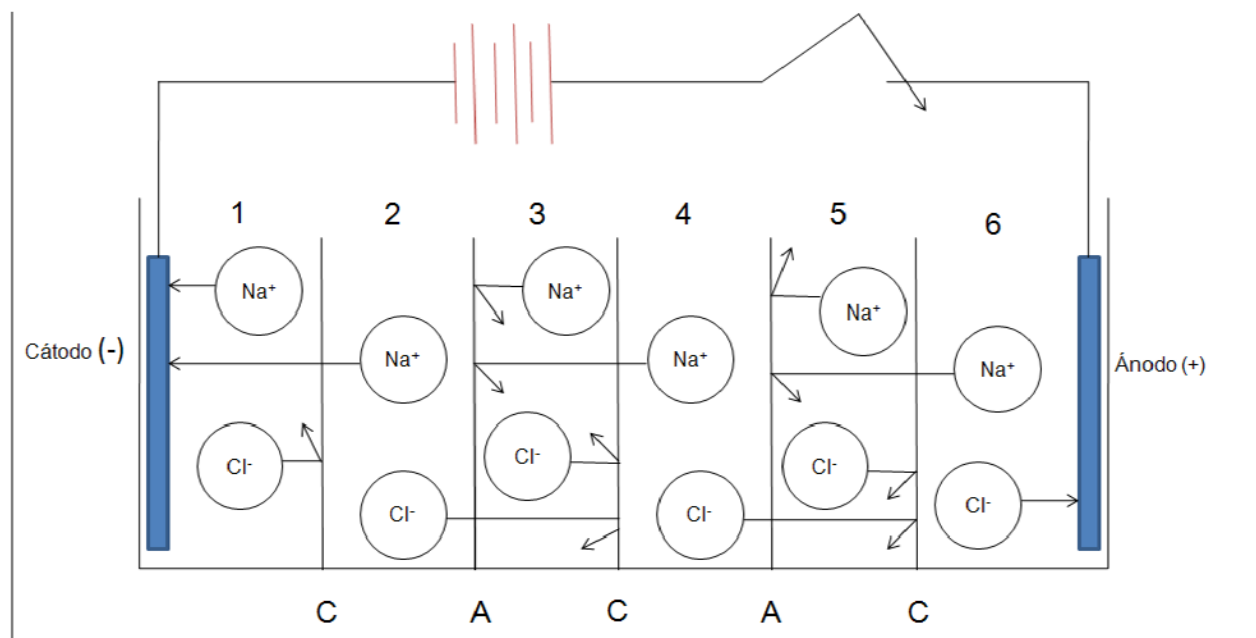 1 2 3 4 5 6
Na⁺ Na⁺ Na⁺
Cátodo (-) Na⁺ Na⁺ Na⁺ Ánodo (+)
Cl⁻ Cl⁻ Cl⁻
Cl⁻ Cl⁻ Cl⁻
C A C A C